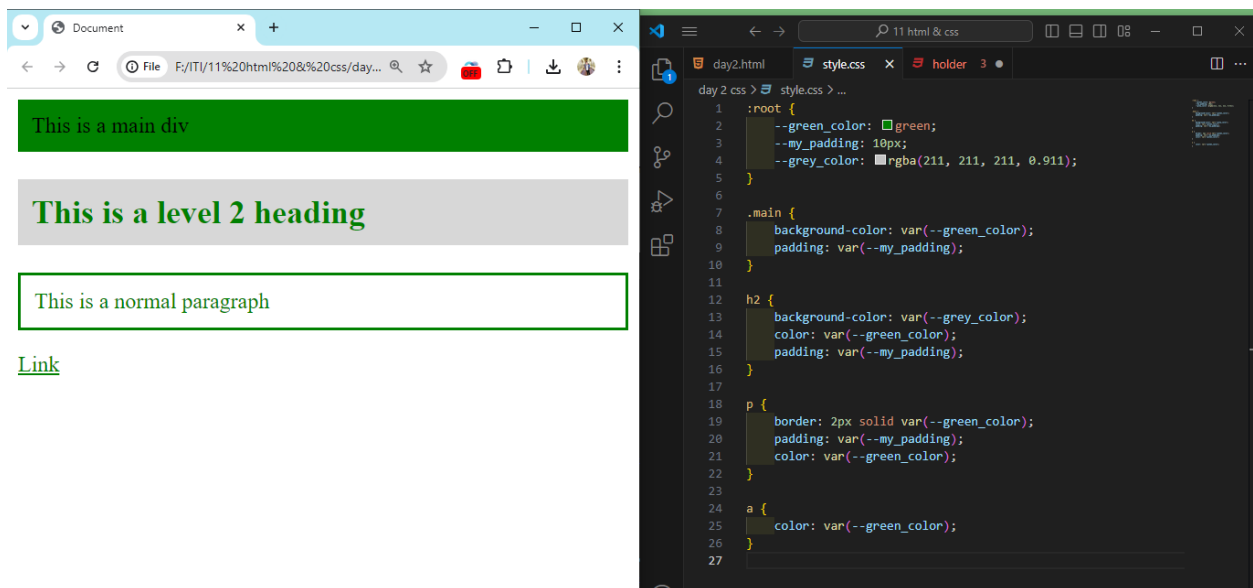 Document
File F:/ITI/11%20html%20&%20css/day...
OFF
This is a main div
This is a level 2 heading
This is a normal paragraph
Link
11 html & css
day2.html style.css holder 3
day 2 css > style.css > ...
1 :root {
2 --green_color: green;
3 --my_padding: 10px;
4 --grey_color: rgba(211, 211, 211, 0.911);
5 }
6
7 .main {
8 background-color: var(--green_color);
9 padding: var(--my_padding);
10 }
11
12 h2 {
13 background-color: var(--grey_color);
14 color: var(--green_color);
15 padding: var(--my_padding);
16 }
17
18 p {
19 border: 2px solid var(--green_color);
20 padding: var(--my_padding);
21 color: var(--green_color);
22 }
23
24 a {
25 color: var(--green_color);
26 }
27
1